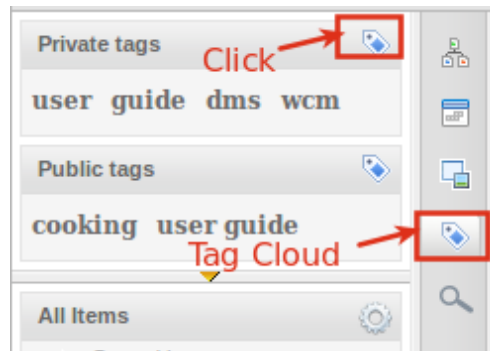 Private tags
Click
user guide dms wcm
Public tags
cooking user guide
Tag Cloud
All Items